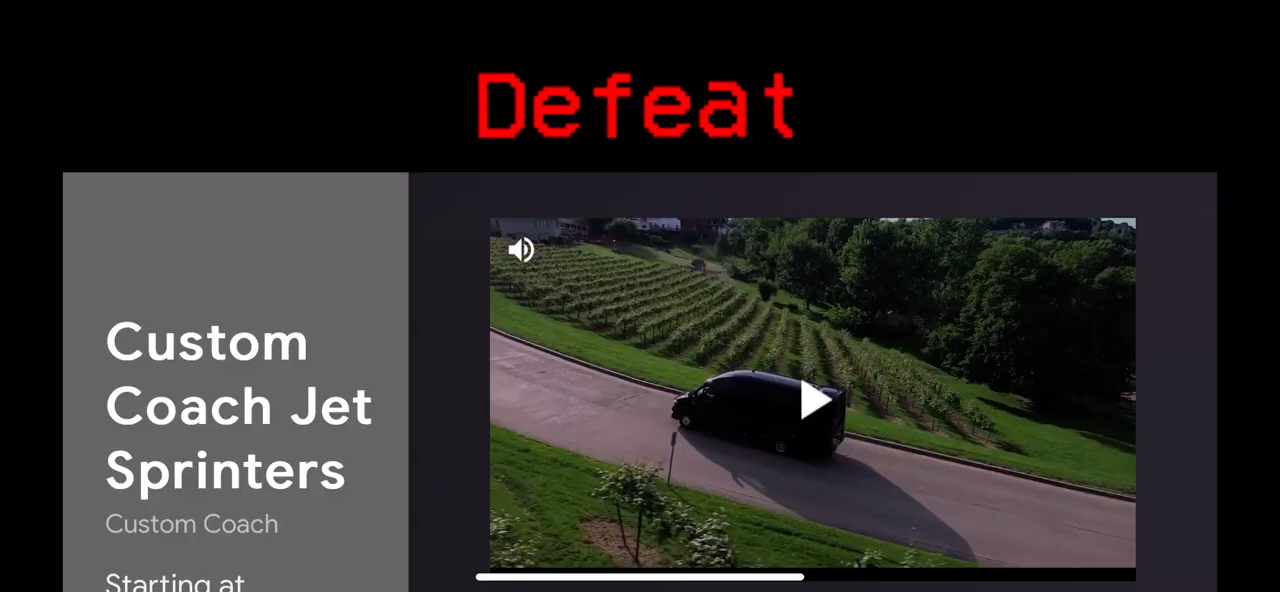 Defeat
Custom
Coach Jet
Sprinters
Custom Coach
Starting at